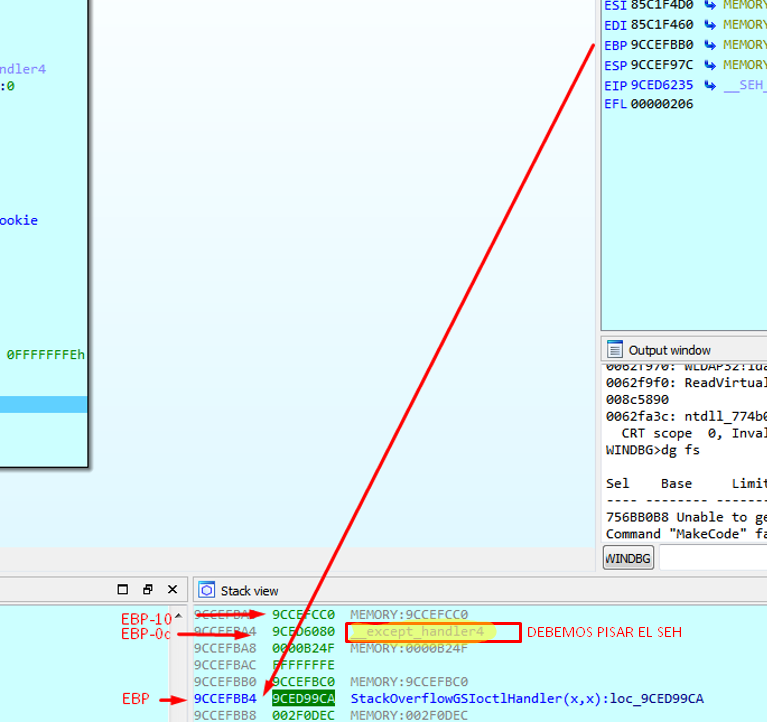 ESI 85C1F4D0 MEMORY
EDI 85C1F460 MEMORY
EBP 9CCEFBB0 MEMORY
ESP 9CCEF97C MEMORY
EIP 9CED6235 __SEH_
EFL 00000206
ndler4
:0
ookie
0FFFFFFFEh
Output window
0062f970: WLDAP32!lda
0062f9f0: ReadVirtual
008c5890
0062fa3c: ntdll_774b0
CRT scope 0, Inval
WINDBG>dg fs
Sel Base Limit
---- -------- -------
756BB0B8 Unable to ge
Command "MakeCode" fa
WINDBG
Stack view
EBP-10 9CCEFBA0 9CCEFCC0 MEMORY:9CCEFCC0
EBP-0c 9CCEFBA4 9CED6080 __except_handler4 DEBEMOS PISAR EL SEH
9CCEFBA8 0000B24F MEMORY:0000B24F
9CCEFBAC FFFFFFFE
9CCEFBB0 9CCEFBC0 MEMORY:9CCEFBC0
EBP 9CCEFBB4 9CED99CA StackOverflowGSIoctlHandler(x,x):loc_9CED99CA
9CCEFBB8 002F0DEC MEMORY:002F0DEC